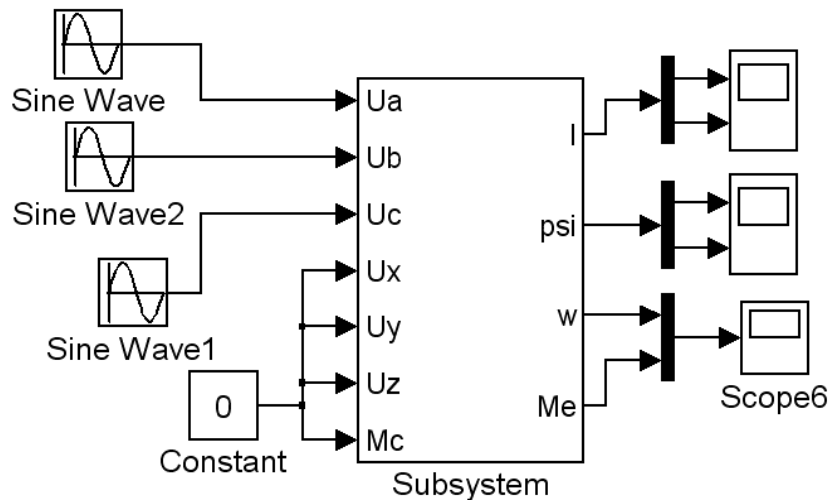 Sine Wave
Sine Wave2
Sine Wave1
0
Constant
Ua
Ub
Uc
Ux
Uy
Uz
Mc
I
psi
w
Me
Subsystem
Scope6